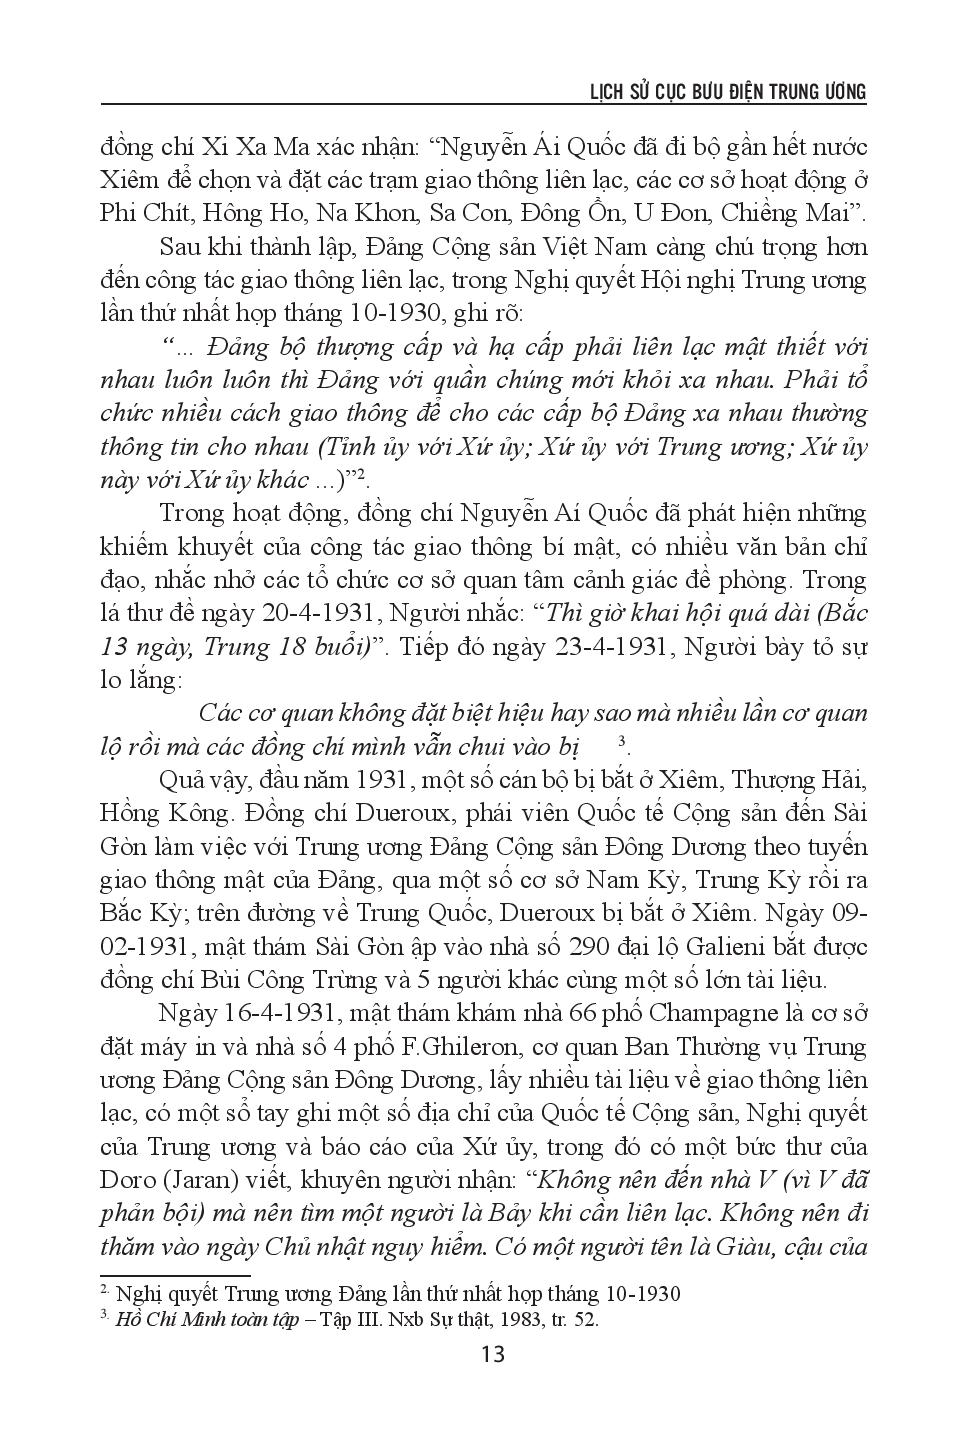 LỊCH SỬ CỤC BƯU ĐIỆN TRUNG ƯƠNG
đồng chí Xi Xa Ma xác nhận: “Nguyễn Ái Quốc đã đi bộ gần hết nước
Xiêm để chọn và đặt các trạm giao thông liên lạc, các cơ sở hoạt động ở
Phi Chít, Hông Ho, Na Khon, Sa Con, Đông Ổn, U Đon, Chiềng Mai”.
Sau khi thành lập, Đảng Cộng sản Việt Nam càng chú trọng hơn
đến công tác giao thông liên lạc, trong Nghị quyết Hội nghị Trung ương
lần thứ nhất họp tháng 10-1930, ghi rõ:
“... Đảng bộ thượng cấp và hạ cấp phải liên lạc mật thiết với
nhau luôn luôn thì Đảng với quần chúng mới khỏi xa nhau. Phải tổ
chức nhiều cách giao thông để cho các cấp bộ Đảng xa nhau thường
thông tin cho nhau (Tỉnh ủy với Xứ ủy; Xứ ủy với Trung ương; Xứ ủy
này với Xứ ủy khác ...)”2.
Trong hoạt động, đồng chí Nguyễn Aí Quốc đã phát hiện những
khiếm khuyết của công tác giao thông bí mật, có nhiều văn bản chỉ
đạo, nhắc nhở các tổ chức cơ sở quan tâm cảnh giác đề phòng. Trong
lá thư đề ngày 20-4-1931, Người nhắc: “Thì giờ khai hội quá dài (Bắc
13 ngày, Trung 18 buổi)”. Tiếp đó ngày 23-4-1931, Người bày tỏ sự
lo lắng:
Các cơ quan không đặt biệt hiệu hay sao mà nhiều lần cơ quan
lộ rồi mà các đồng chí mình vẫn chui vào bị 3.
Quả vậy, đầu năm 1931, một số cán bộ bị bắt ở Xiêm, Thượng Hải,
Hồng Kông. Đồng chí Dueroux, phái viên Quốc tế Cộng sản đến Sài
Gòn làm việc với Trung ương Đảng Cộng sản Đông Dương theo tuyến
giao thông mật của Đảng, qua một số cơ sở Nam Kỳ, Trung Kỳ rồi ra
Bắc Kỳ; trên đường về Trung Quốc, Dueroux bị bắt ở Xiêm. Ngày 09-
02-1931, mật thám Sài Gòn ập vào nhà số 290 đại lộ Galieni bắt được
đồng chí Bùi Công Trừng và 5 người khác cùng một số lớn tài liệu.
Ngày 16-4-1931, mật thám khám nhà 66 phố Champagne là cơ sở
đặt máy in và nhà số 4 phố F.Ghileron, cơ quan Ban Thường vụ Trung
ương Đảng Cộng sản Đông Dương, lấy nhiều tài liệu về giao thông liên
lạc, có một sổ tay ghi một số địa chỉ của Quốc tế Cộng sản, Nghị quyết
của Trung ương và báo cáo của Xứ ủy, trong đó có một bức thư của
Doro (Jaran) viết, khuyên người nhận: “Không nên đến nhà V (vì V đã
phản bội) mà nên tìm một người là Bảy khi cần liên lạc. Không nên đi
thăm vào ngày Chủ nhật nguy hiểm. Có một người tên là Giàu, cậu của
2. Nghị quyết Trung ương Đảng lần thứ nhất họp tháng 10-1930
3. Hồ Chí Minh toàn tập – Tập III. Nxb Sự thật, 1983, tr. 52.
13